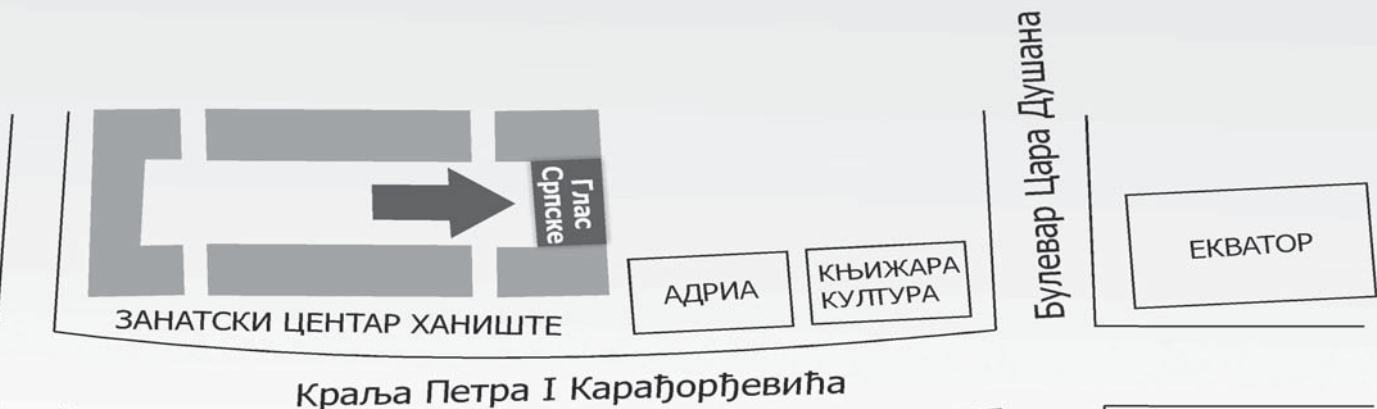 Булевар Цара Душана
Глас
Српске
АДРИА
КЊИЖАРА
КУЛТУРА
ЕКВАТОР
ЗАНАТСКИ ЦЕНТАР ХАНИШТЕ
Краља Петра I Карађорђевића